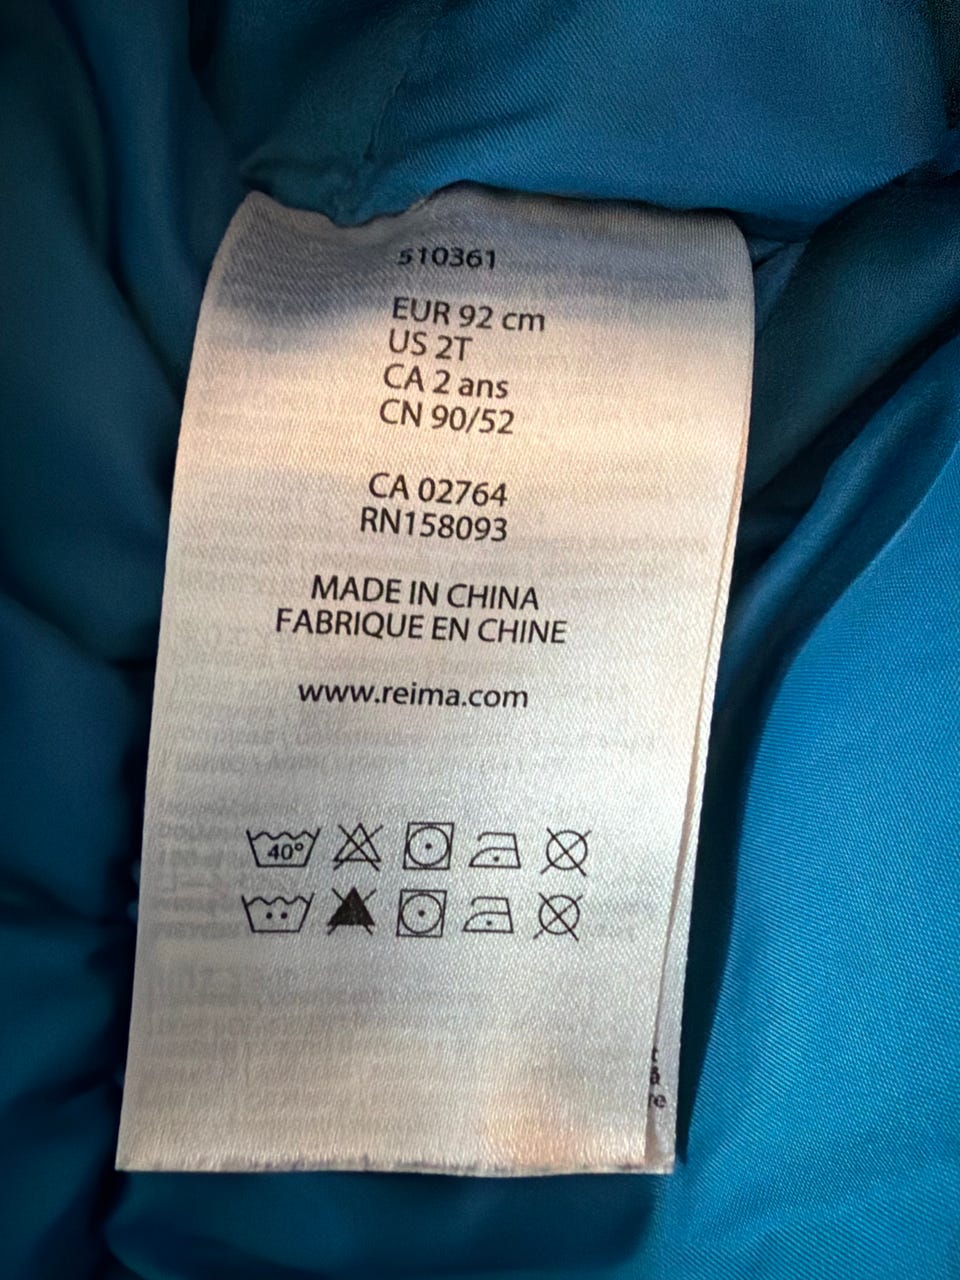 510361
EUR 92 cm
US 2T
CA 2 ans
CN 90/52
CA 02764
RN158093
MADE IN CHINA
FABRIQUE EN CHINE
www.reima.com
40°